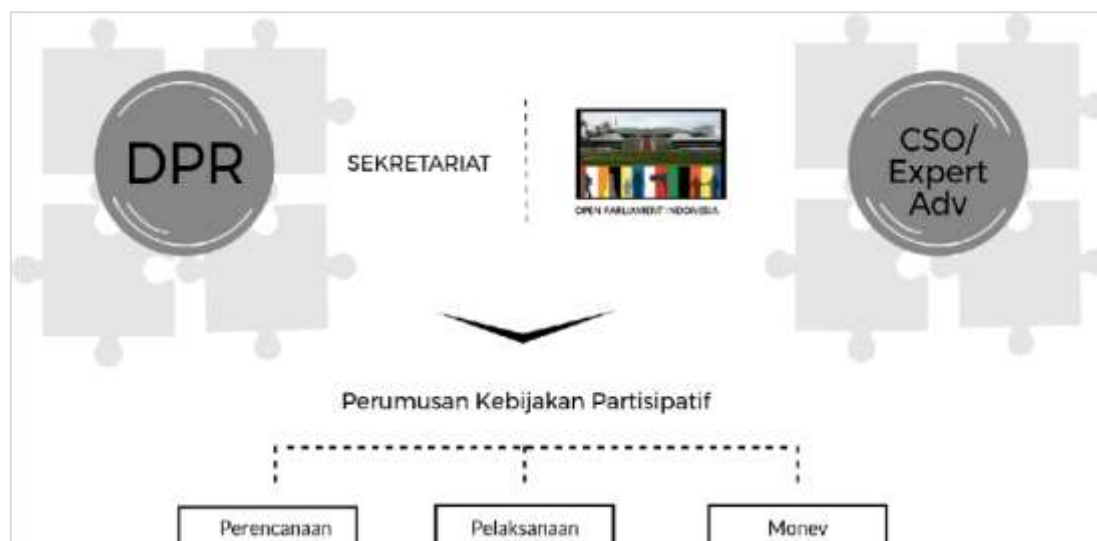 DPR
SEKRETARIAT
OPEN PARLIAMENT INDONESIA
CSO/
Expert
Adv
Perumusan Kebijakan Partisipatif
Perencanaan
Pelaksanaan
Monev